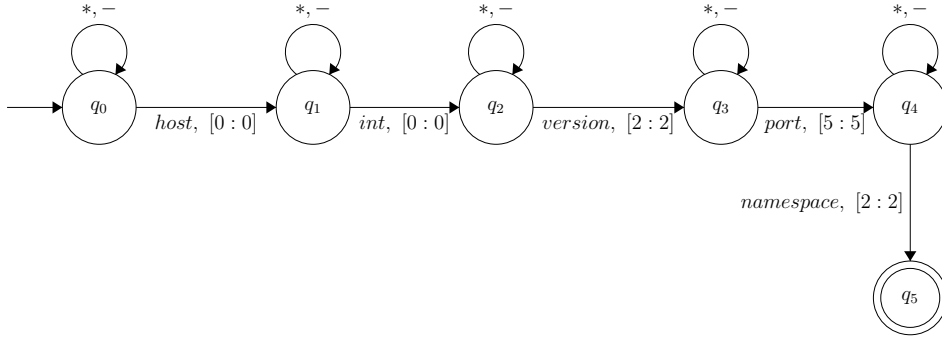 *, − *, − *, − *, − *, −
q0 q1 q2 q3 q4
host, [0 : 0] int, [0 : 0] version, [2 : 2] port, [5 : 5]
namespace, [2 : 2]
q5